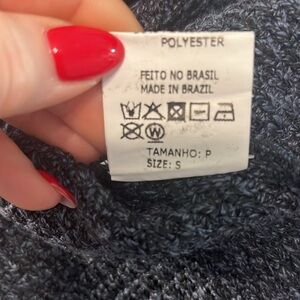 POLYESTER
FEITO NO BRASIL
MADE IN BRAZIL
W
TAMANHO: P
SIZE: S